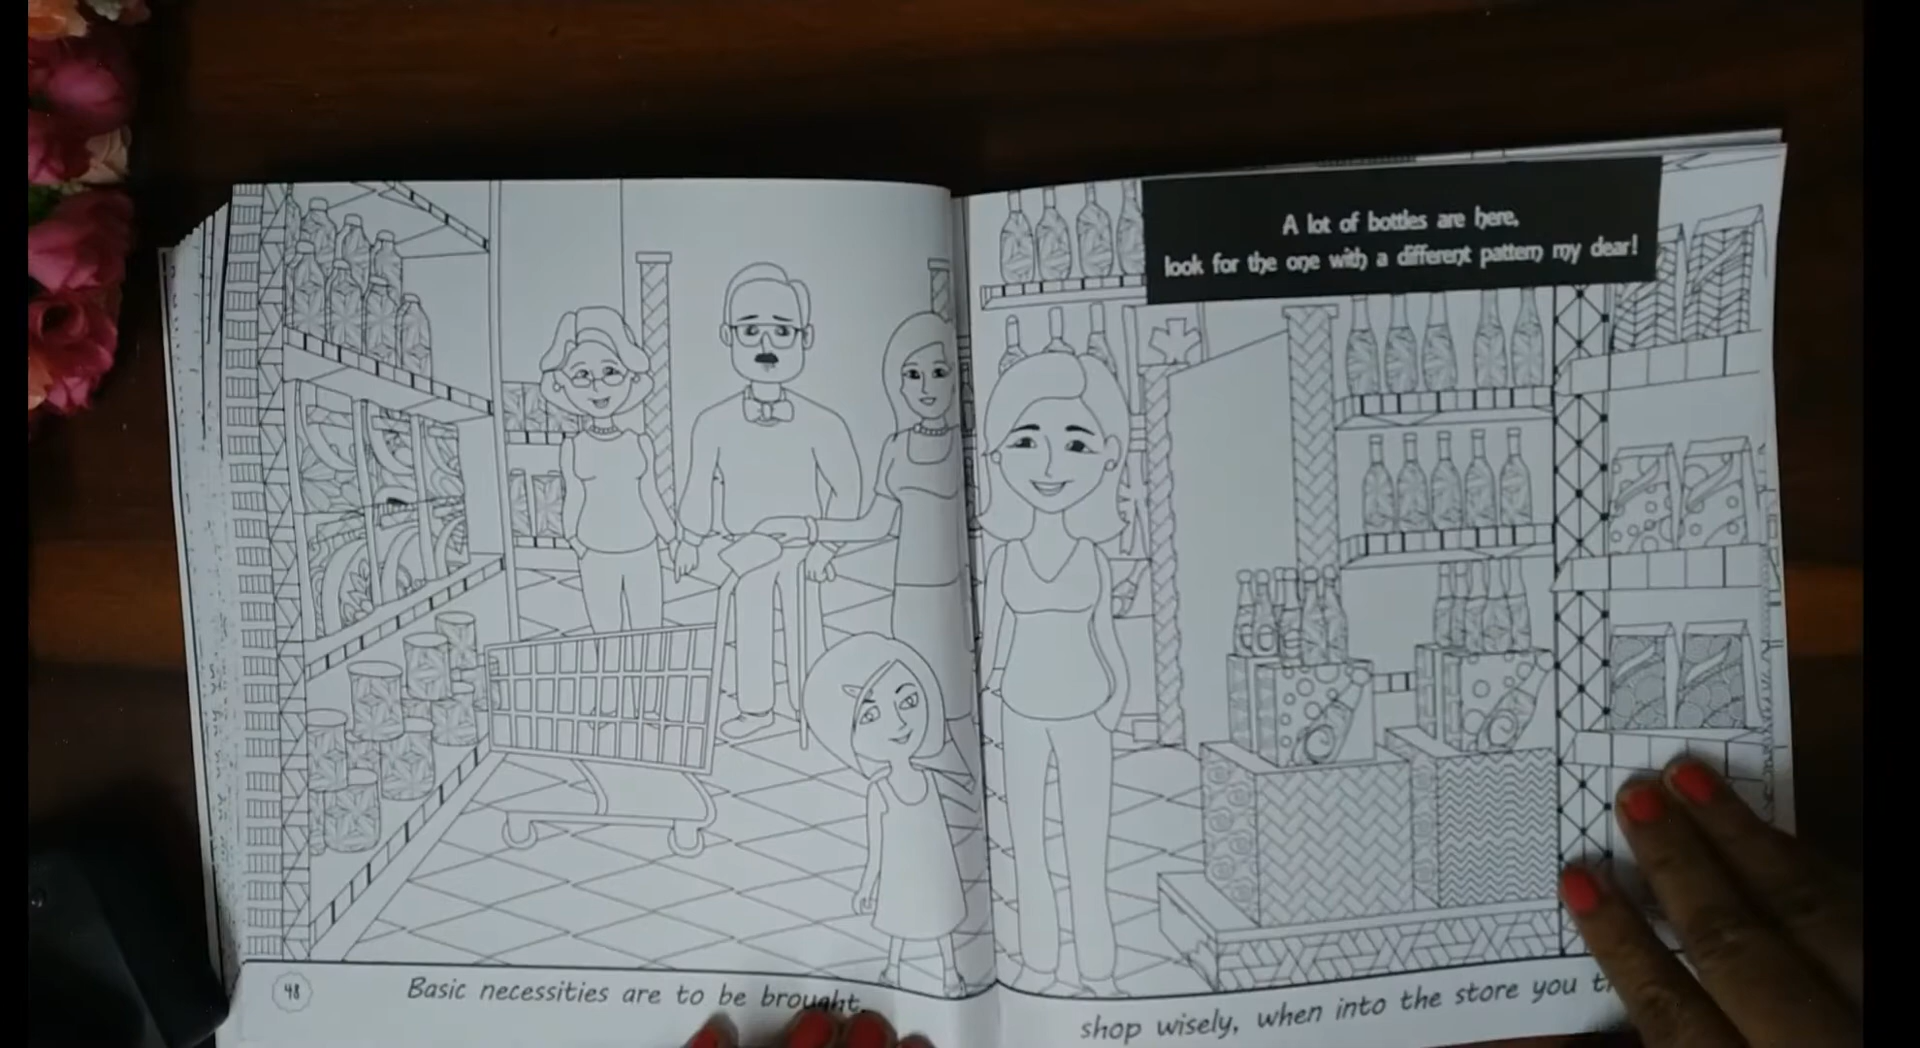 A lot of bottles are here,
look for the one with a different pattern my dear!
48
Basic necessities are to be brought,
shop wisely, when into the store you